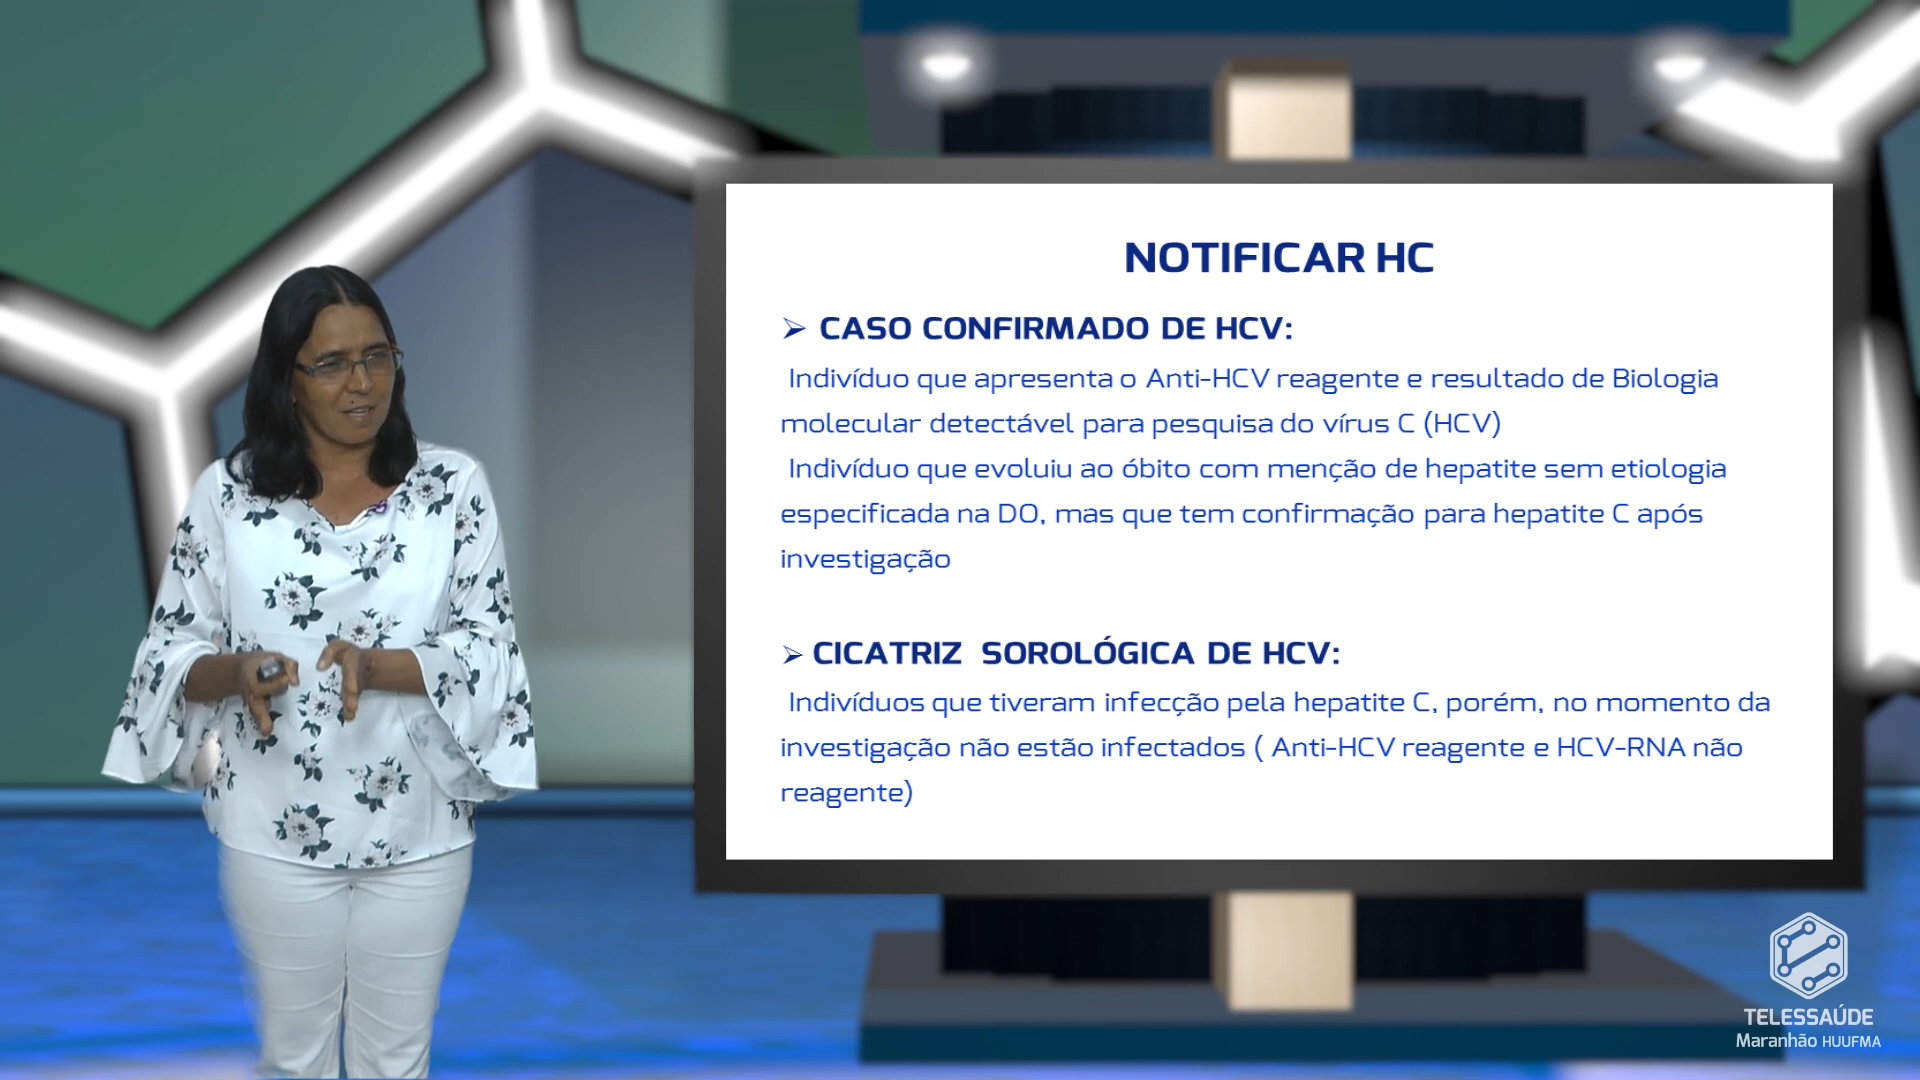 NOTIFICAR HC
➢ CASO CONFIRMADO DE HCV:
Indivíduo que apresenta o Anti-HCV reagente e resultado de Biologia
molecular detectável para pesquisa do vírus C (HCV)
Indivíduo que evoluiu ao óbito com menção de hepatite sem etiologia
especificada na DO, mas que tem confirmação para hepatite C após
investigação
➢ CICATRIZ SOROLÓGICA DE HCV:
Indivíduos que tiveram infecção pela hepatite C, porém, no momento da
investigação não estão infectados ( Anti-HCV reagente e HCV-RNA não
reagente)
TELESSAÚDE
Maranhão HUUFMA